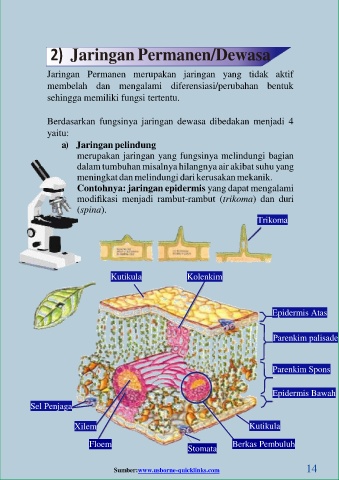 2) Jaringan Permanen/Dewasa
Jaringan Permanen merupakan jaringan yang tidak aktif
membelah dan mengalami diferensiasi/perubahan bentuk
sehingga memiliki fungsi tertentu.
Berdasarkan fungsinya jaringan dewasa dibedakan menjadi 4
yaitu:
a) Jaringan pelindung
merupakan jaringan yang fungsinya melindungi bagian
dalam tumbuhan misalnya hilangnya air akibat suhu yang
meningkat dan melindungi dari kerusakan mekanik.
Contohnya: jaringan epidermis yang dapat mengalami
modifikasi menjadi rambut-rambut (trikoma) dan duri
(spina).
Trikoma
Kutikula
Kolenkim
Epidermis Atas
Parenkim palisade
Parenkim Spons
Epidermis Bawah
Sel Penjaga
Xilem
Kutikula
Floem
Stomata
Berkas Pembuluh
Sumber:www.usborne-quicklinks.com
14